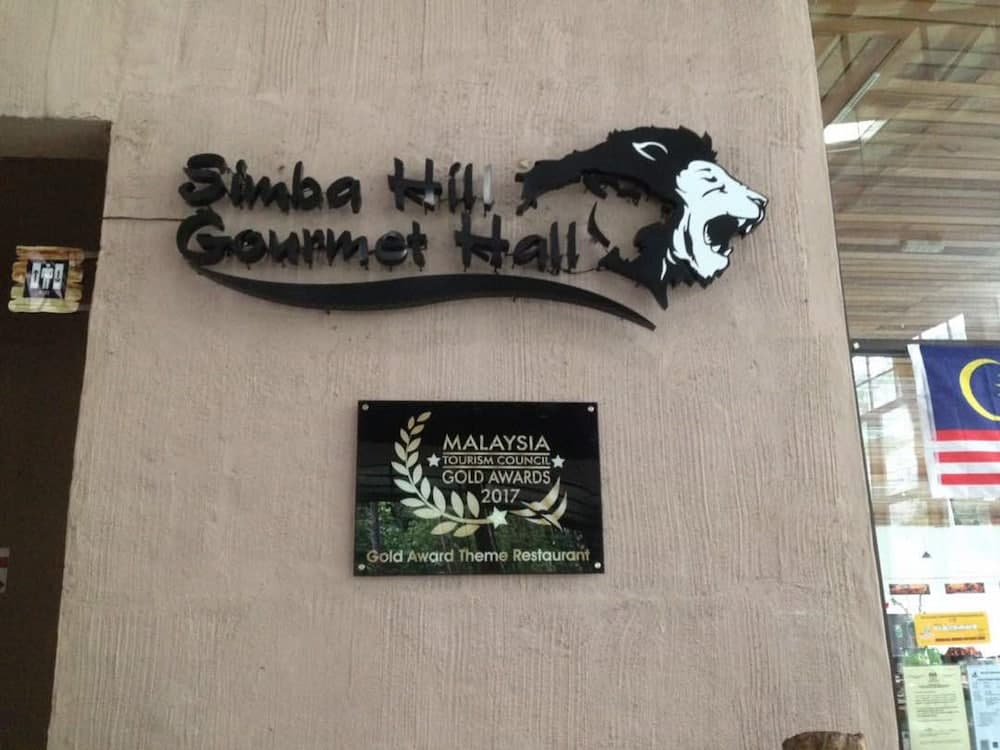 Simba Hill
Gourmet Hall
MALAYSIA
TOURISM COUNCIL
GOLD AWARDS
2017
Gold Award Theme Restaurant